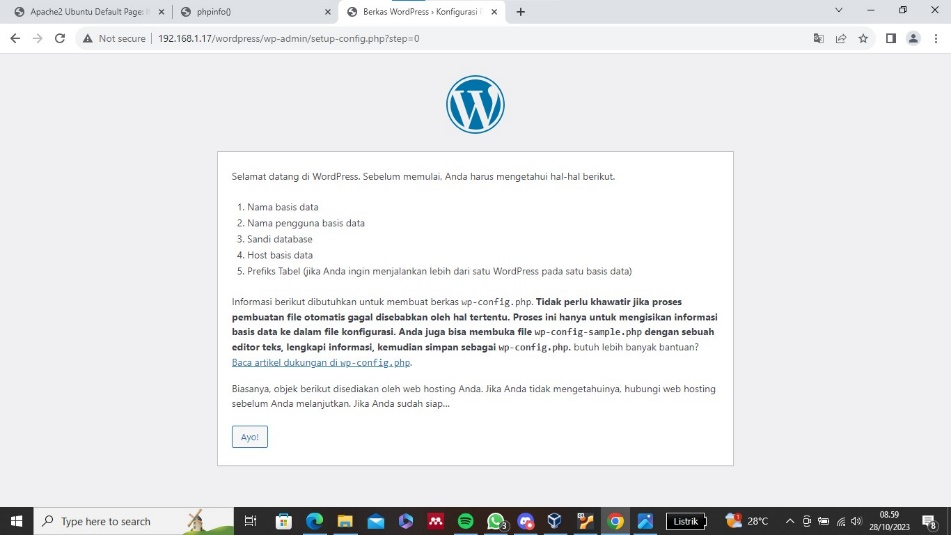 Apache2 Ubuntu Default Page: I
phpinfo()
Berkas WordPress › Konfigurasi
Not secure
192.168.1.17/wordpress/wp-admin/setup-config.php?step=0
W
Selamat datang di WordPress. Sebelum memulai, Anda harus mengetahui hal-hal berikut.
1. Nama basis data
2. Nama pengguna basis data
3. Sandi database
4. Host basis data
5. Prefiks Tabel (jika Anda ingin menjalankan lebih dari satu WordPress pada satu basis data)
Informasi berikut dibutuhkan untuk membuat berkas wp-config.php. Tidak perlu khawatir jika proses
pembuatan file otomatis gagal disebabkan oleh hal tertentu. Proses ini hanya untuk mengisikan informasi
basis data ke dalam file konfigurasi. Anda juga bisa membuka file wp-config-sample.php dengan sebuah
editor teks, lengkapi informasi, kemudian simpan sebagai wp-config.php. butuh lebih banyak bantuan?
Baca artikel dukungan di wp-config.php.
Biasanya, objek berikut disediakan oleh web hosting Anda. Jika Anda tidak mengetahuinya, hubungi web hosting
sebelum Anda melanjutkan. Jika Anda sudah siap...
Ayo!
Type here to search
3
Listrik
28°C
08.59
28/10/2023
8